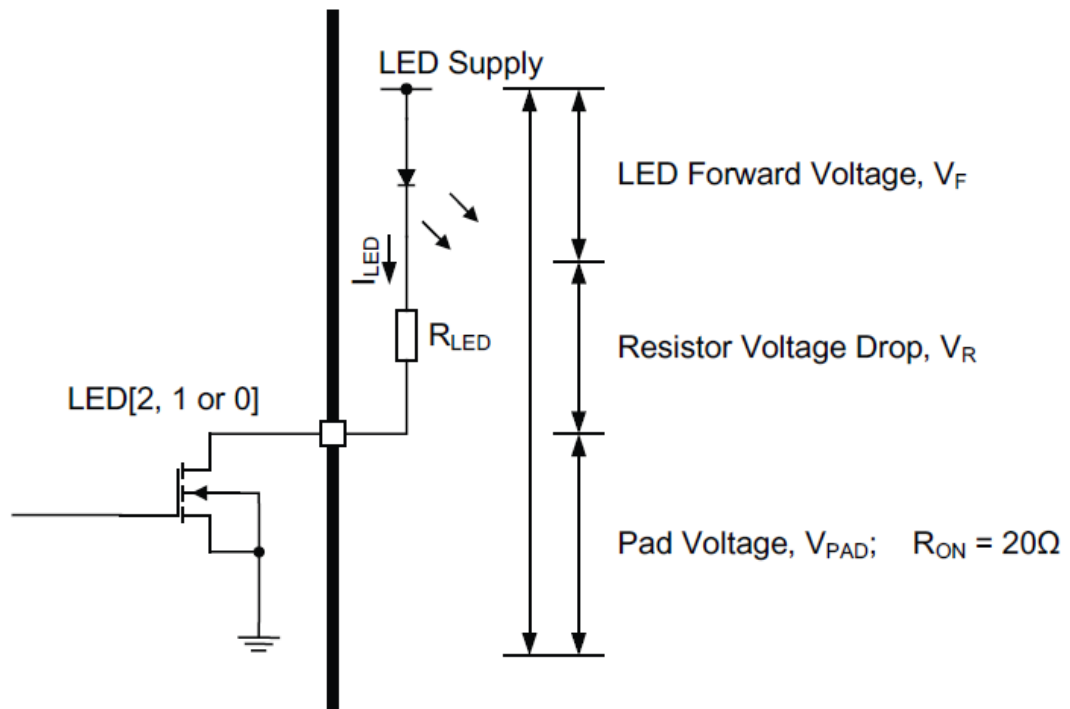 LED Supply
LED Forward Voltage, VF
ILED
RLED
Resistor Voltage Drop, VR
LED[2, 1 or 0]
Pad Voltage, VPAD; RON = 20Ω